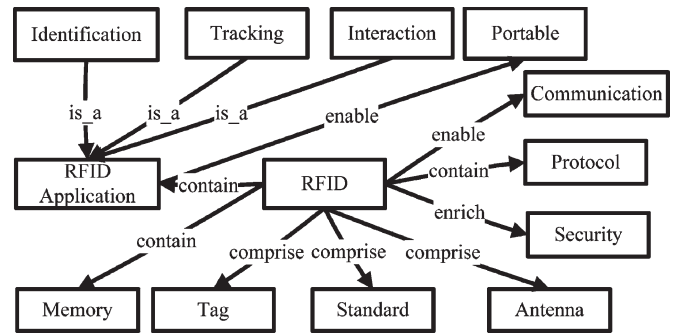 Identification
Tracking
Interaction
Portable
is_a
is_a
is_a
enable
Communication
enable
RFID
Application
contain
RFID
contain
Protocol
enrich
Security
contain
comprise
comprise
comprise
Memory
Tag
Standard
Antenna